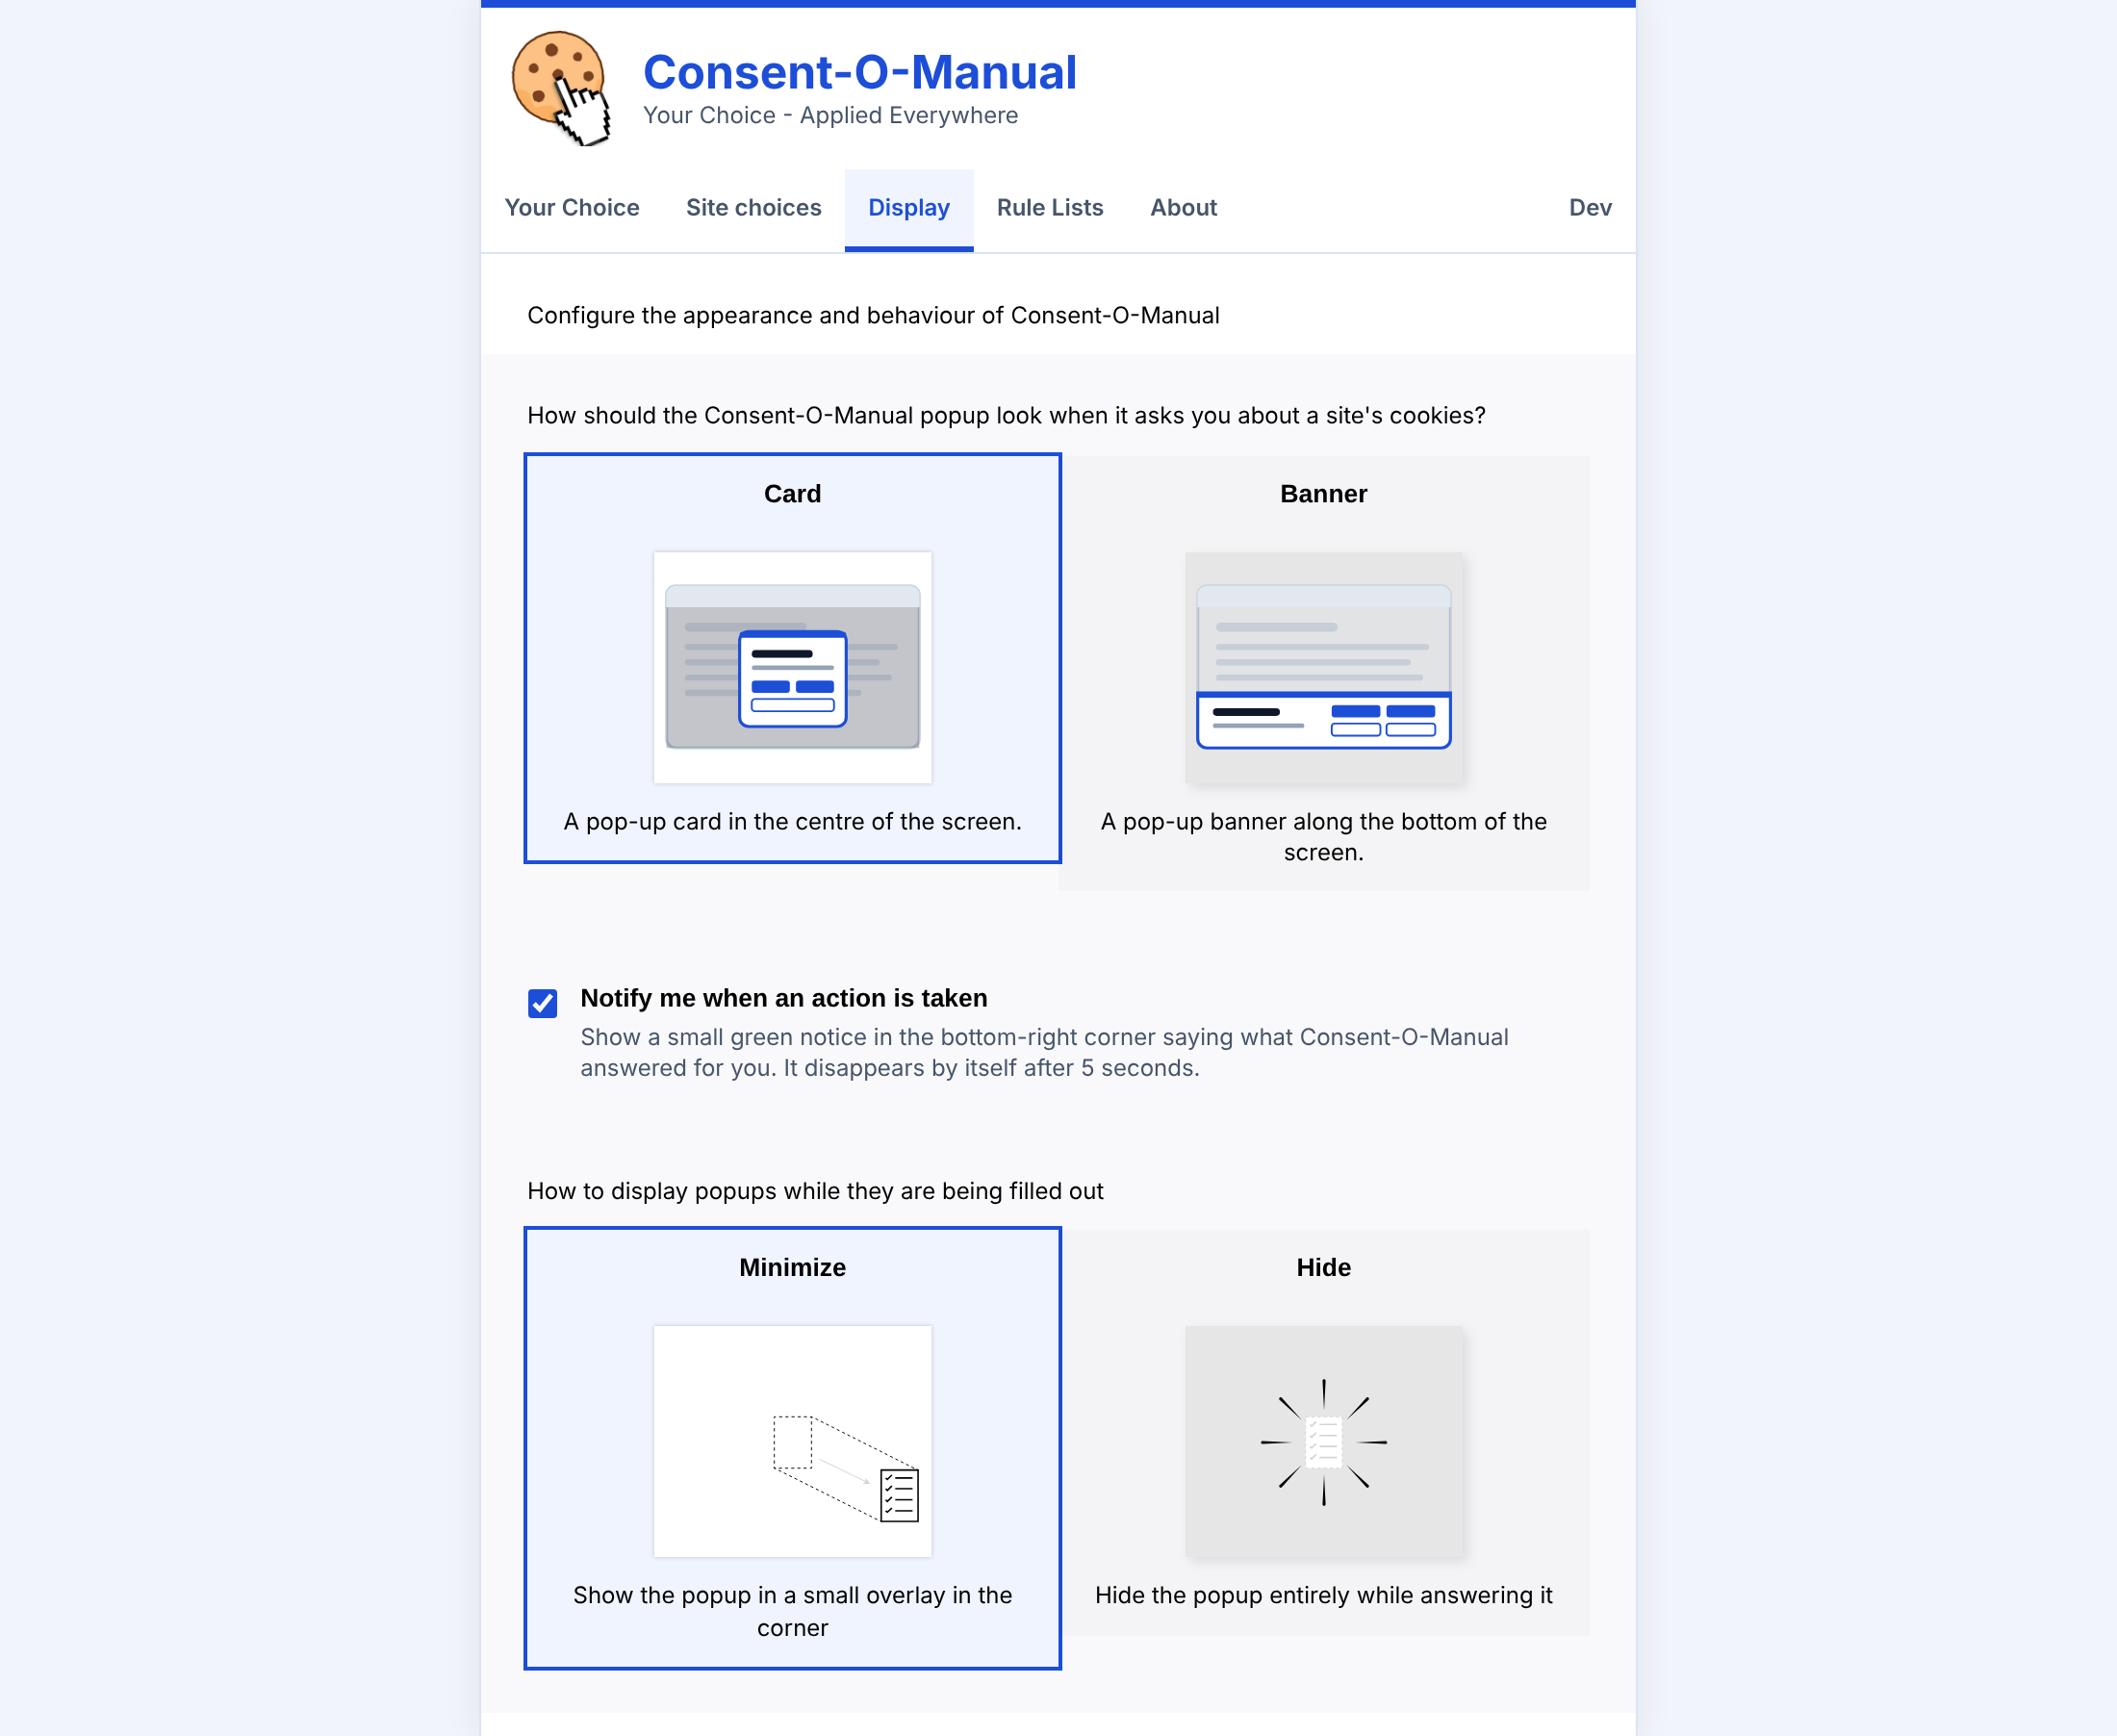 Consent-O-Manual
Your Choice - Applied Everywhere
Your Choice
Site choices
Display
Rule Lists
About
Dev
Configure the appearance and behaviour of Consent-O-Manual
How should the Consent-O-Manual popup look when it asks you about a site's cookies?
Card
A pop-up card in the centre of the screen.
Banner
A pop-up banner along the bottom of the
screen.
Notify me when an action is taken
Show a small green notice in the bottom-right corner saying what Consent-O-Manual
answered for you. It disappears by itself after 5 seconds.
How to display popups while they are being filled out
Minimize
Show the popup in a small overlay in the
corner
Hide
Hide the popup entirely while answering it